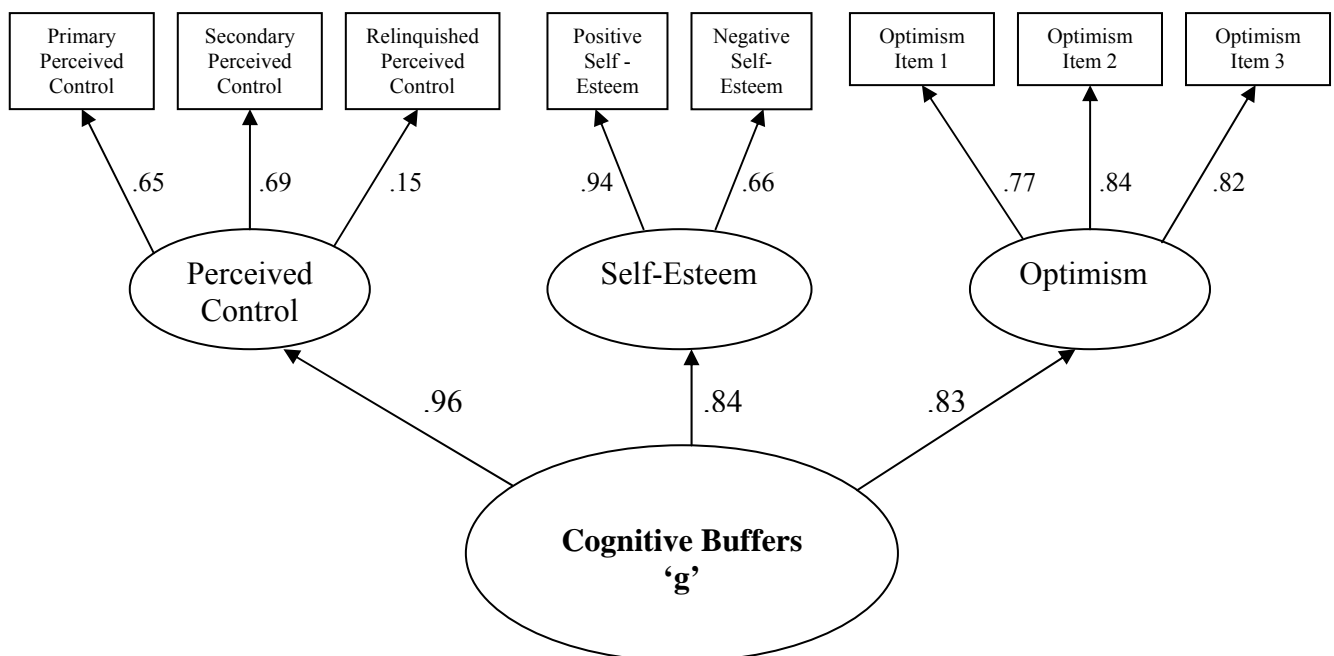 Primary
Perceived
Control
Secondary
Perceived
Control
Relinquished
Perceived
Control
Positive
Self -
Esteem
Negative
Self-
Esteem
Optimism
Item 1
Optimism
Item 2
Optimism
Item 3
.65
.69
.15
.94
.66
.77
.84
.82
Perceived
Control
Self-Esteem
Optimism
.96
.84
.83
Cognitive Buffers
‘g’